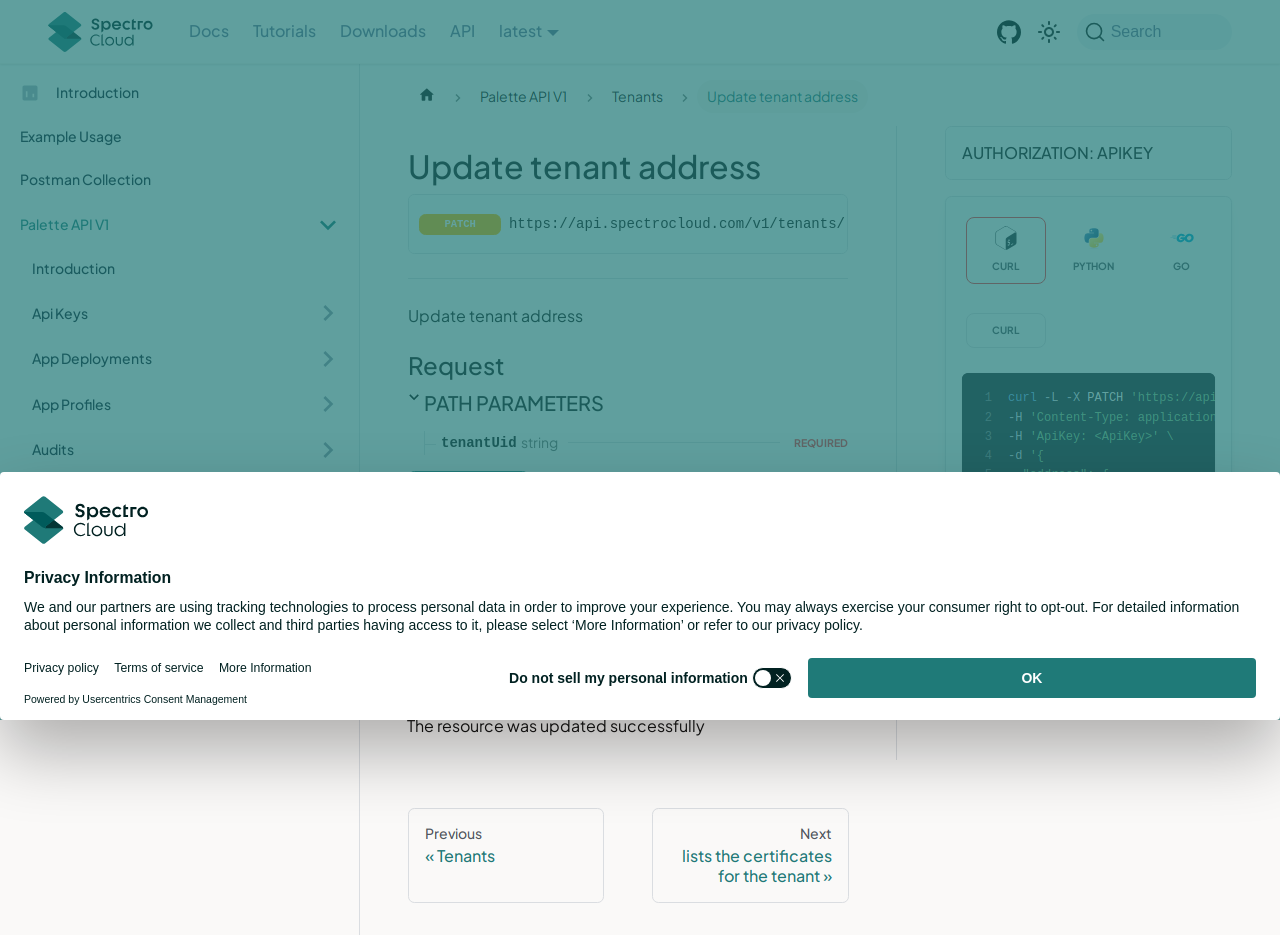 Spectro Cloud
Docs
Tutorials
Downloads
API
latest
Search
Introduction
Example Usage
Postman Collection
Palette API V1
Introduction
Api Keys
App Deployments
App Profiles
Audits
Palette API V1
Tenants
Update tenant address
Update tenant address
PATCH
https://api.spectrocloud.com/v1/tenants/
Update tenant address
Request
PATH PARAMETERS
tenantUid string
REQUIRED
AUTHORIZATION: APIKEY
CURL
PYTHON
GO
CURL
1 curl -L -X PATCH 'https://api
2 -H 'Content-Type: application
3 -H 'ApiKey: <ApiKey>' \
4 -d '{
Spectro Cloud
Privacy Information
We and our partners are using tracking technologies to process personal data in order to improve your experience. You may always exercise your consumer right to opt-out. For detailed information
about personal information we collect and third parties having access to it, please select ‘More Information’ or refer to our privacy policy.
Privacy policy
Terms of service
More Information
Powered by Usercentrics Consent Management
Do not sell my personal information
OK
The resource was updated successfully
Previous
« Tenants
Next
lists the certificates
for the tenant »